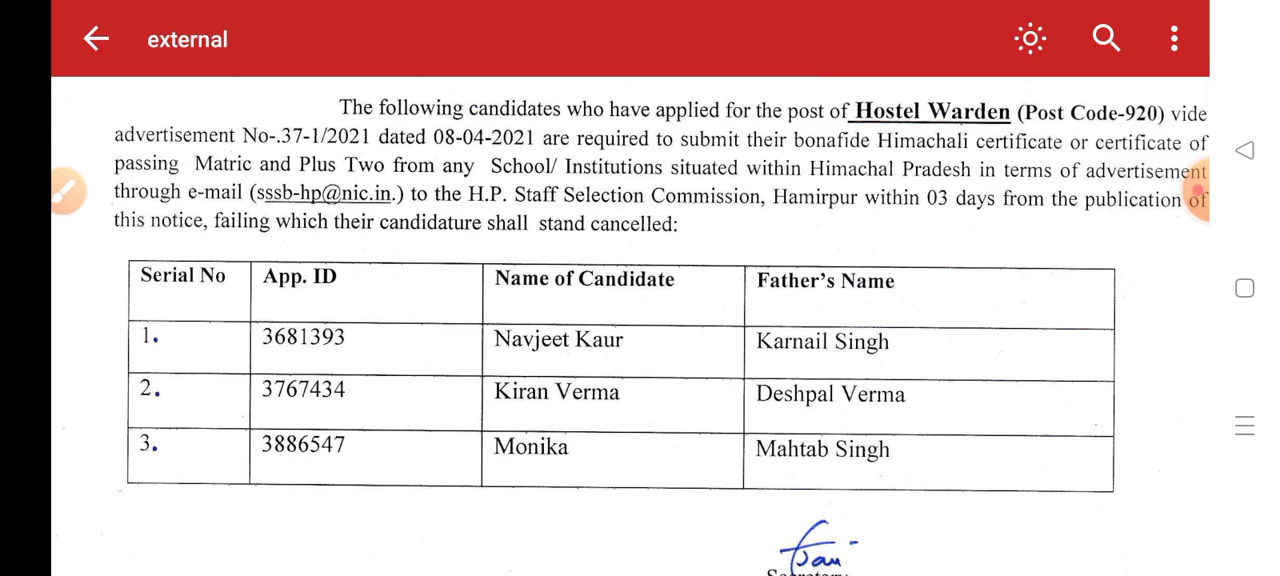 external
The following candidates who have applied for the post of Hostel Warden (Post Code-920) vide
advertisement No-.37-1/2021 dated 08-04-2021 are required to submit their bonafide Himachali certificate or certificate of
passing Matric and Plus Two from any School/ Institutions situated within Himachal Pradesh in terms of advertisement
through e-mail (sssb-hp@nic.in.) to the H.P. Staff Selection Commission, Hamirpur within 03 days from the publication of
this notice, failing which their candidature shall stand cancelled:
Serial No App. ID Name of Candidate Father's Name
1. 3681393 Navjeet Kaur Karnail Singh
2. 3767434 Kiran Verma Deshpal Verma
3. 3886547 Monika Mahtab Singh